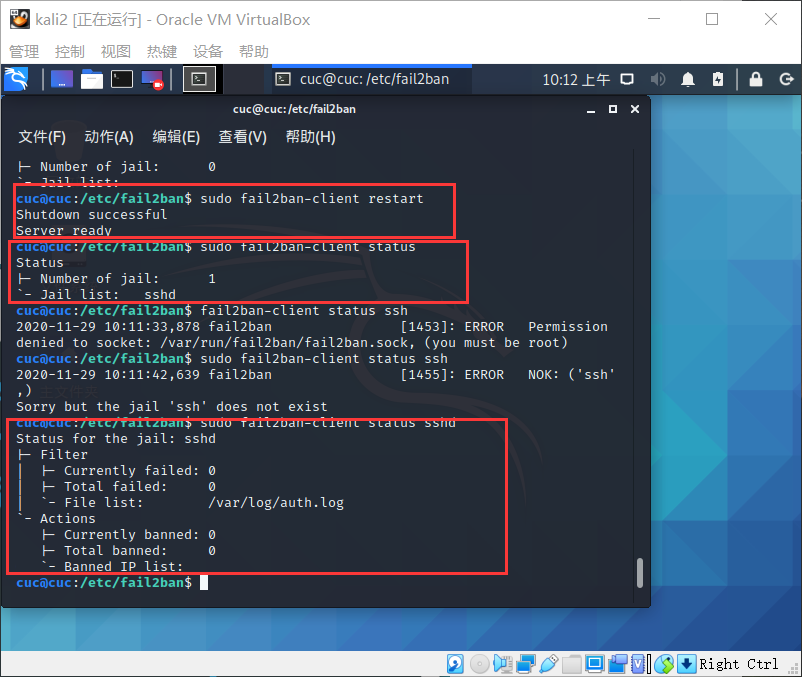 kali2 [正在运行] - Oracle VM VirtualBox
管理 控制 视图 热键 设备 帮助
cuc@cuc: /etc/fail2ban 10:12 上午
cuc@cuc:/etc/fail2ban
文件(F) 动作(A) 编辑(E) 查看(V) 帮助(H)
├─ Number of jail: 0
`- Jail list:
cuc@cuc:/etc/fail2ban$ sudo fail2ban-client restart
Shutdown successful
Server ready
cuc@cuc:/etc/fail2ban$ sudo fail2ban-client status
Status
├─ Number of jail: 1
`- Jail list: sshd
cuc@cuc:/etc/fail2ban$ fail2ban-client status ssh
2020-11-29 10:11:33,878 fail2ban [1453]: ERROR Permission
denied to socket: /var/run/fail2ban/fail2ban.sock, (you must be root)
cuc@cuc:/etc/fail2ban$ sudo fail2ban-client status ssh
2020-11-29 10:11:42,639 fail2ban [1455]: ERROR NOK: ('ssh'
,)
Sorry but the jail 'ssh' does not exist
cuc@cuc:/etc/fail2ban$ sudo fail2ban-client status sshd
Status for the jail: sshd
├─ Filter
│ ├─ Currently failed: 0
│ ├─ Total failed: 0
│ `- File list: /var/log/auth.log
`- Actions
├─ Currently banned: 0
├─ Total banned: 0
`- Banned IP list:
cuc@cuc:/etc/fail2ban$
Right Ctrl